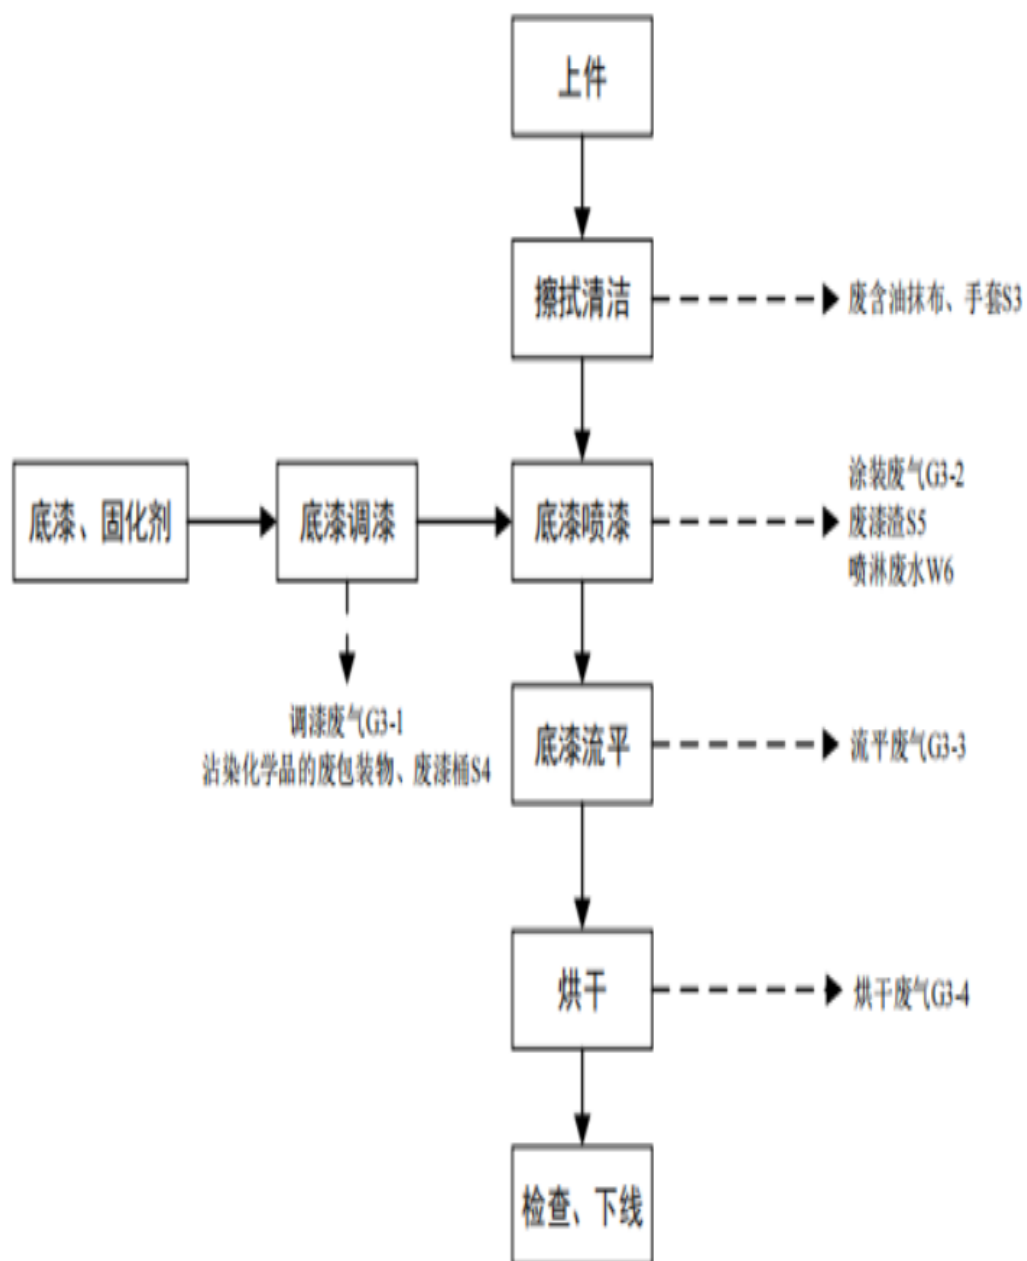 上件
擦拭清洁
废含油抹布、手套S3
底漆、固化剂
底漆调漆
底漆喷漆
涂装废气G3-2
废漆渣S5
喷淋废水W6
调漆废气G3-1
沾染化学品的废包装物、废漆桶S4
底漆流平
流平废气G3-3
烘干
烘干废气G3-4
检查、下线